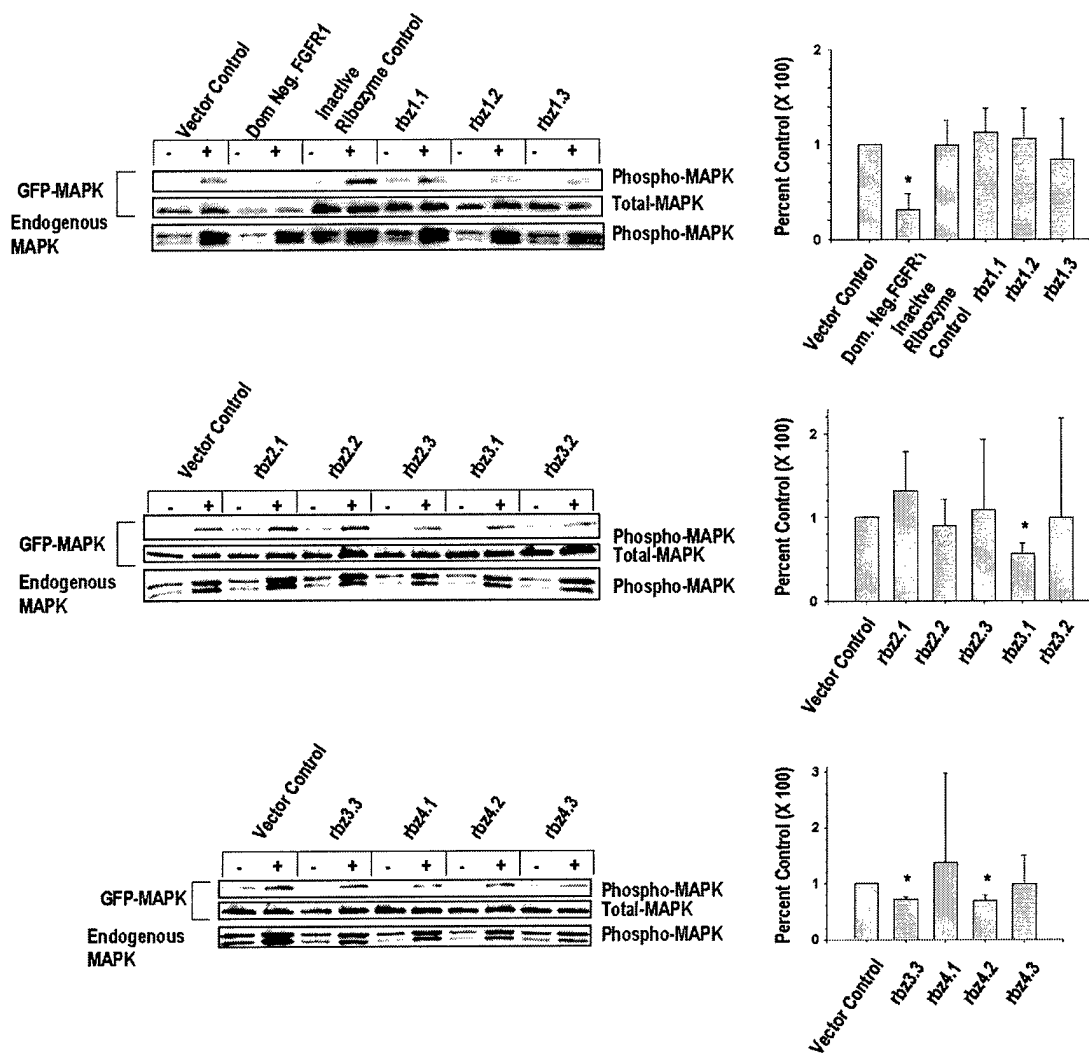 Vector Control
Dom Neg. FGFR1
Inactive
Ribozyme Control
rbz1.1
rbz1.2
rbz1.3
- + - + - + - + - + - +
GFP-MAPK
Phospho-MAPK
Total-MAPK
Endogenous
MAPK
Phospho-MAPK
Percent Control (X 100)
2
1
0
*
Vector Control
Dom. Neg.FGFR1
Inaclve
Ribozyme
Control
rbz1.1
rbz1.2
rbz1.3
Vector Control
rbz2.1
rbz2.2
rbz2.3
rbz3.1
rbz3.2
- + - + - + - + - + - +
GFP-MAPK
Phospho-MAPK
Total-MAPK
Endogenous
MAPK
Phospho-MAPK
Percent Control (X 100)
2
1
0
*
Vector Control
rbz2.1
rbz2.2
rbz2.3
rbz3.1
rbz3.2
Vector Control
rbz3.3
rbz4.1
rbz4.2
rbz4.3
- + - + - + - + - +
GFP-MAPK
Phospho-MAPK
Total-MAPK
Endogenous
MAPK
Phospho-MAPK
Percent Control (X 100)
3
2
1
0
* *
Vector Control
rbz3.3
rbz4.1
rbz4.2
rbz4.3